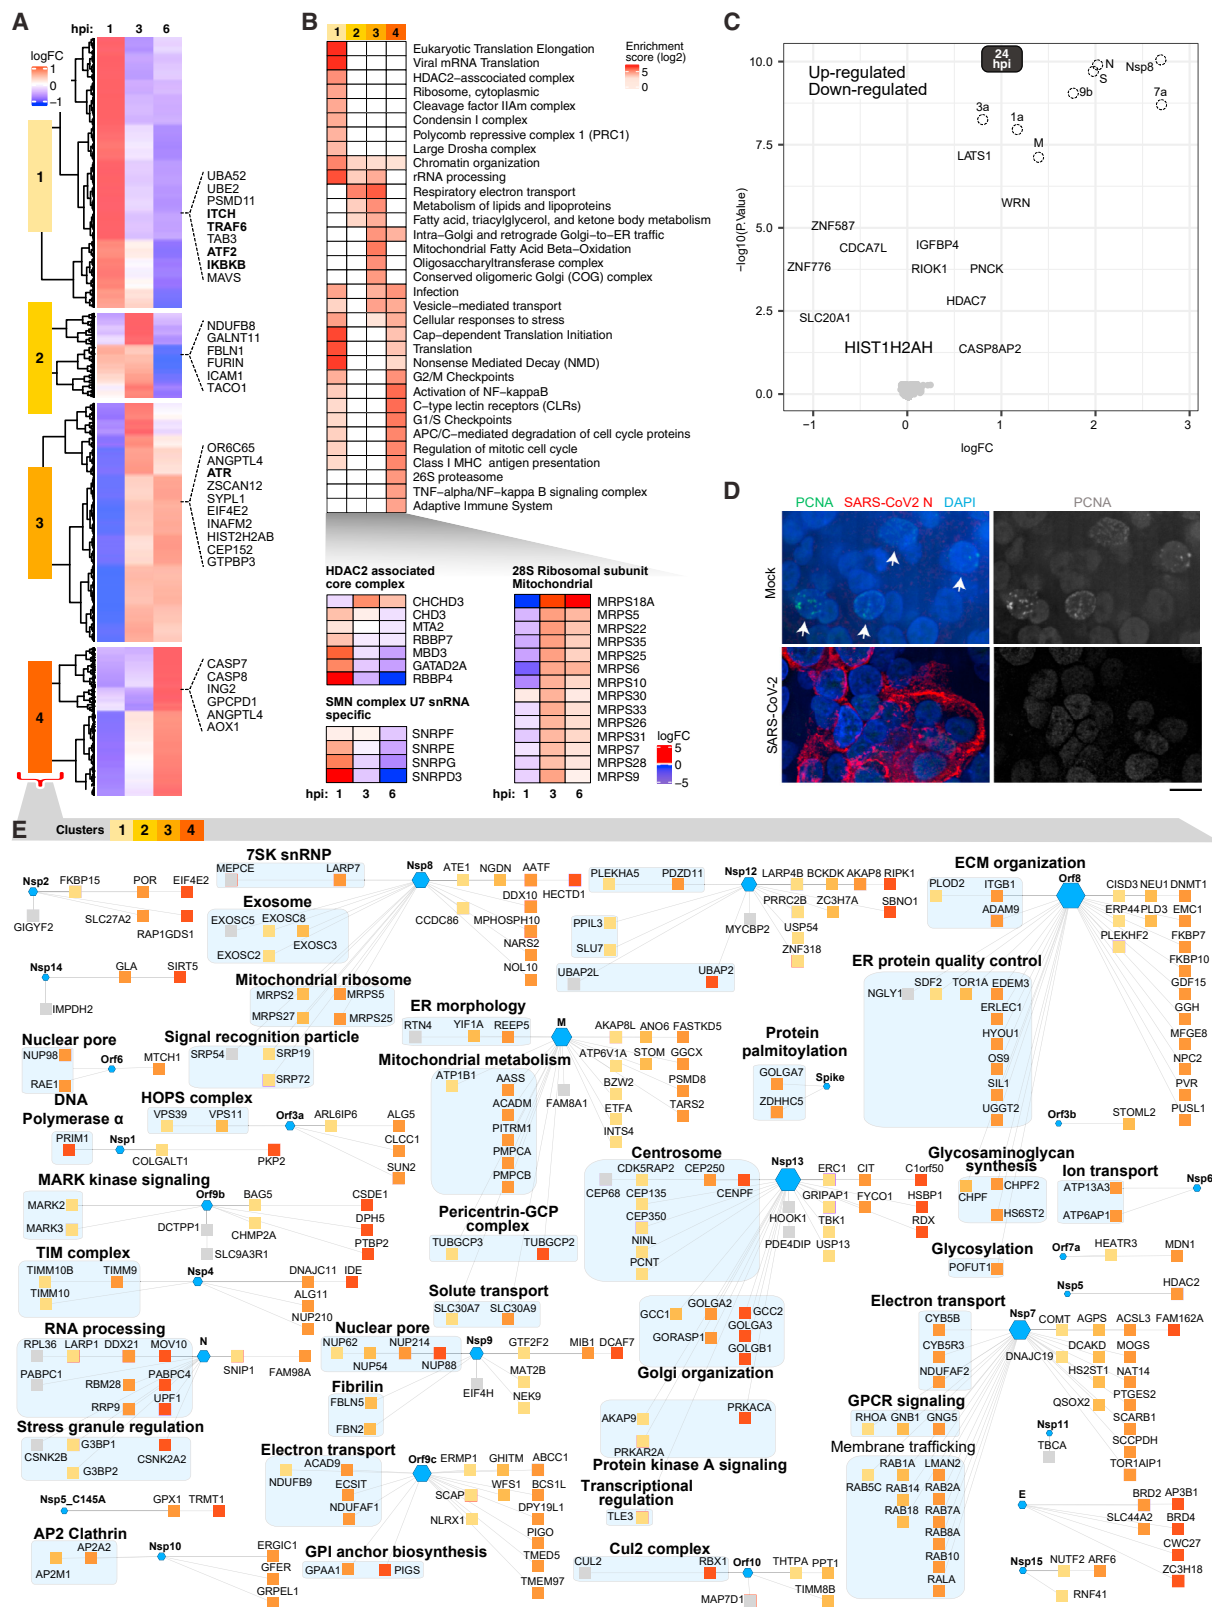 A
hpi: 1 3 6
logFC
1
0
−1
1
UBA52
UBE2
PSMD11
ITCH
TRAF6
TAB3
ATF2
IKBKB
MAVS
2
NDUFB8
GALNT11
FBLN1
FURIN
ICAM1
TACO1
3
OR6C65
ANGPTL4
ATR
ZSCAN12
SYPL1
EIF4E2
INAFM2
HIST2H2AB
CEP152
GTPBP3
4
CASP7
CASP8
ING2
GPCPD1
ANGPTL4
AOX1
B
1 2 3 4
Enrichment
score (log2)
5
0
Eukaryotic Translation Elongation
Viral mRNA Translation
HDAC2-asscociated complex
Ribosome, cytoplasmic
Cleavage factor IIAm complex
Condensin I complex
Polycomb repressive complex 1 (PRC1)
Large Drosha complex
Chromatin organization
rRNA processing
Respiratory electron transport
Metabolism of lipids and lipoproteins
Fatty acid, triacylglycerol, and ketone body metabolism
Intra−Golgi and retrograde Golgi−to−ER traffic
Mitochondrial Fatty Acid Beta−Oxidation
Oligosaccharyltransferase complex
Conserved oligomeric Golgi (COG) complex
Infection
Vesicle−mediated transport
Cellular responses to stress
Cap−dependent Translation Initiation
Translation
Nonsense Mediated Decay (NMD)
G2/M Checkpoints
Activation of NF−kappaB
C−type lectin receptors (CLRs)
G1/S Checkpoints
APC/C−mediated degradation of cell cycle proteins
Regulation of mitotic cell cycle
Class I MHC antigen presentation
26S proteasome
TNF−alpha/NF−kappa B signaling complex
Adaptive Immune System
HDAC2 associated
core complex
CHCHD3
CHD3
MTA2
RBBP7
MBD3
GATAD2A
RBBP4
SMN complex U7 snRNA
specific
SNRPF
SNRPE
SNRPG
SNRPD3
hpi: 1 3 6
28S Ribosomal subunit
Mitochondrial
MRPS18A
MRPS5
MRPS22
MRPS35
MRPS25
MRPS6
MRPS10
MRPS30
MRPS33
MRPS26
MRPS31
MRPS7
MRPS28
MRPS9
hpi: 1 3 6
logFC
5
0
−5
C
Up-regulated
Down-regulated
24
hpi
−log10(P.Value)
10.0
7.5
5.0
2.5
0.0
−1 0 1 2 3
logFC
Nsp8
N
S
9b
7a
3a
1a
M
LATS1
WRN
ZNF587
CDCA7L
IGFBP4
ZNF776
RIOK1
PNCK
HDAC7
SLC20A1
HIST1H2AH
CASP8AP2
D
PCNA SARS-CoV2 N DAPI
PCNA
Mock
SARS-CoV-2
E
Clusters 1 2 3 4
Nsp2
FKBP15
POR
EIF4E2
GIGYF2
SLC27A2
RAP1GDS1
7SK snRNP
MEPCE
LARP7
Exosome
EXOSC5
EXOSC8
EXOSC3
EXOSC2
Nsp8
ATE1
NGDN
AATF
HECTD1
DDX10
CCDC86
MPHOSPH10
NARS2
NOL10
Mitochondrial ribosome
MRPS2
MRPS5
MRPS27
MRPS25
Signal recognition particle
SRP54
SRP19
SRP72
PLEKHA5
PDZD11
PPIL3
SLU7
UBAP2L
UBAP2
Nsp12
LARP4B
BCKDK
AKAP8
RIPK1
PRRC2B
ZC3H7A
SBNO1
MYCBP2
USP54
ZNF318
ECM organization
PLOD2
ITGB1
ADAM9
Orf8
CISD3
NEU1
DNMT1
ERP44
PLD3
EMC1
PLEKHF2
FKBP7
FKBP10
GDF15
GGH
MFGE8
NPC2
PVR
PUSL1
ER protein quality control
NGLY1
SDF2
TOR1A
EDEM3
ERLEC1
HYOU1
OS9
SIL1
UGGT2
Nsp14
GLA
SIRT5
IMPDH2
Nuclear pore
NUP98
RAE1
Orf6
MTCH1
DNA
Polymerase α
PRIM1
Nsp1
COLGALT1
PKP2
HOPS complex
VPS39
VPS11
Orf3a
ARL6IP6
ALG5
CLCC1
SUN2
ER morphology
RTN4
YIF1A
REEP5
M
AKAP8L
ANO6
FASTKD5
ATP6V1A
STOM
GGCX
BZW2
PSMD8
ETFA
TARS2
INTS4
FAM8A1
Mitochondrial metabolism
ATP1B1
AASS
ACADM
PITRM1
PMPCA
PMPCB
Protein
palmitoylation
GOLGA7
ZDHHC5
Spike
Orf3b
STOML2
MARK kinase signaling
MARK2
MARK3
Orf9b
BAG5
CSDE1
DCTPP1
CHMP2A
DPH5
SLC9A3R1
PTBP2
Pericentrin-GCP
complex
TUBGCP3
TUBGCP2
Centrosome
CDK5RAP2
CEP250
CEP68
CEP135
CENPF
CEP350
NINL
PCNT
Nsp13
ERC1
CIT
C1orf50
GRIPAP1
FYCO1
HSBP1
HOOK1
TBK1
RDX
PDE4DIP
USP13
Glycosaminoglycan
synthesis
CHPF
CHPF2
HS6ST2
Ion transport
ATP13A3
ATP6AP1
Nsp6
Glycosylation
POFUT1
Orf7a
HEATR3
MDN1
Nsp5
HDAC2
TIM complex
TIMM10B
TIMM9
TIMM10
Nsp4
DNAJC11
IDE
ALG11
NUP210
Solute transport
SLC30A7
SLC30A9
Golgi organization
GCC1
GOLGA2
GCC2
GORASP1
GOLGA3
GOLGB1
RNA processing
RPL36
LARP1
DDX21
MOV10
PABPC1
RBM28
PABPC4
RRP9
UPF1
N
SNIP1
FAM98A
Nuclear pore
NUP62
NUP214
NUP54
NUP88
Nsp9
GTF2F2
MIB1
DCAF7
MAT2B
EIF4H
NEK9
Fibrilin
FBLN5
FBN2
Electron transport
CYB5B
CYB5R3
NDUFAF2
Nsp7
COMT
AGPS
ACSL3
FAM162A
DNAJC19
DCAKD
MOGS
HS2ST1
NAT14
QSOX2
PTGES2
SCARB1
SCCPDH
TOR1AIP1
GPCR signaling
RHOA
GNB1
GNG5
Nsp11
TBCA
Stress granule regulation
CSNK2B
G3BP1
CSNK2A2
G3BP2
Protein kinase A signaling
AKAP9
PRKACA
PRKAR2A
Membrane trafficking
RAB5C
RAB1A
LMAN2
RAB14
RAB2A
RAB18
RAB7A
RAB8A
RAB10
RALA
Electron transport
NDUFB9
ACAD9
ECSIT
NDUFAF1
Orf9c
ERMP1
GHITM
ABCC1
SCAP
WFS1
BCS1L
NLRX1
DPY19L1
PIGO
TMED5
TMEM97
Transcriptional
regulation
TLE3
Nsp5_C145A
GPX1
TRMT1
AP2 Clathrin
AP2A2
AP2M1
Nsp10
ERGIC1
GFER
GRPEL1
GPI anchor biosynthesis
GPAA1
PIGS
Cul2 complex
CUL2
RBX1
Orf10
THTPA
PPT1
MAP7D1
TIMM8B
E
BRD2
AP3B1
SLC44A2
BRD4
CWC27
ZC3H18
Nsp15
NUTF2
ARF6
RNF41